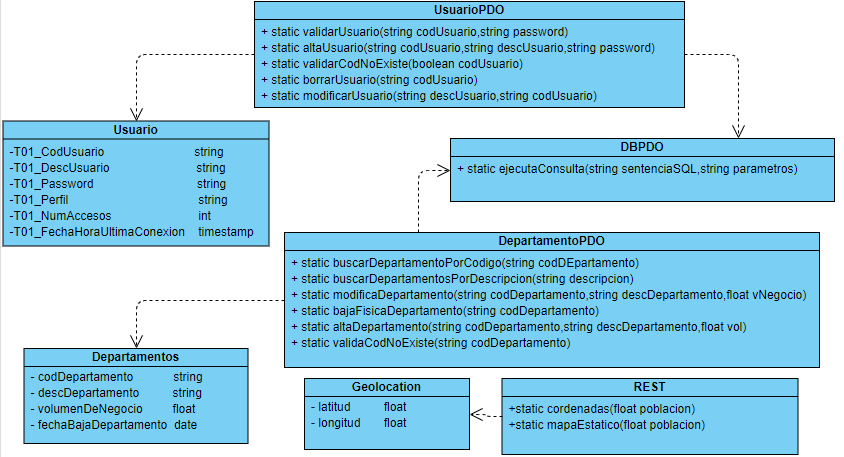 UsuarioPDO
+ static validarUsuario(string codUsuario,string password)
+ static altaUsuario(string codUsuario,string descUsuario,string password)
+ static validarCodNoExiste(boolean codUsuario)
+ static borrarUsuario(string codUsuario)
+ static modificarUsuario(string descUsuario,string codUsuario)
Usuario
-T01_CodUsuario string
-T01_DescUsuario string
-T01_Password string
-T01_Perfil string
-T01_NumAccesos int
-T01_FechaHoraUltimaConexion timestamp
DBPDO
+ static ejecutaConsulta(string sentenciaSQL,string parametros)
DepartamentoPDO
+ static buscarDepartamentoPorCodigo(string codDEpartamento)
+ static buscarDepartamentosPorDescripcion(string descripcion)
+ static modificaDepartamento(string codDepartamento,string descDepartamento,float vNegocio)
+ static bajaFisicaDepartamento(string codDepartamento)
+ static altaDepartamento(string codDepartamento,string descDepartamento,float vol)
+ static validaCodNoExiste(string codDepartamento)
Departamentos
- codDepartamento string
- descDepartamento string
- volumenDeNegocio float
- fechaBajaDepartamento date
Geolocation
- latitud float
- longitud float
REST
+static cordenadas(float poblacion)
+static mapaEstatico(float poblacion)